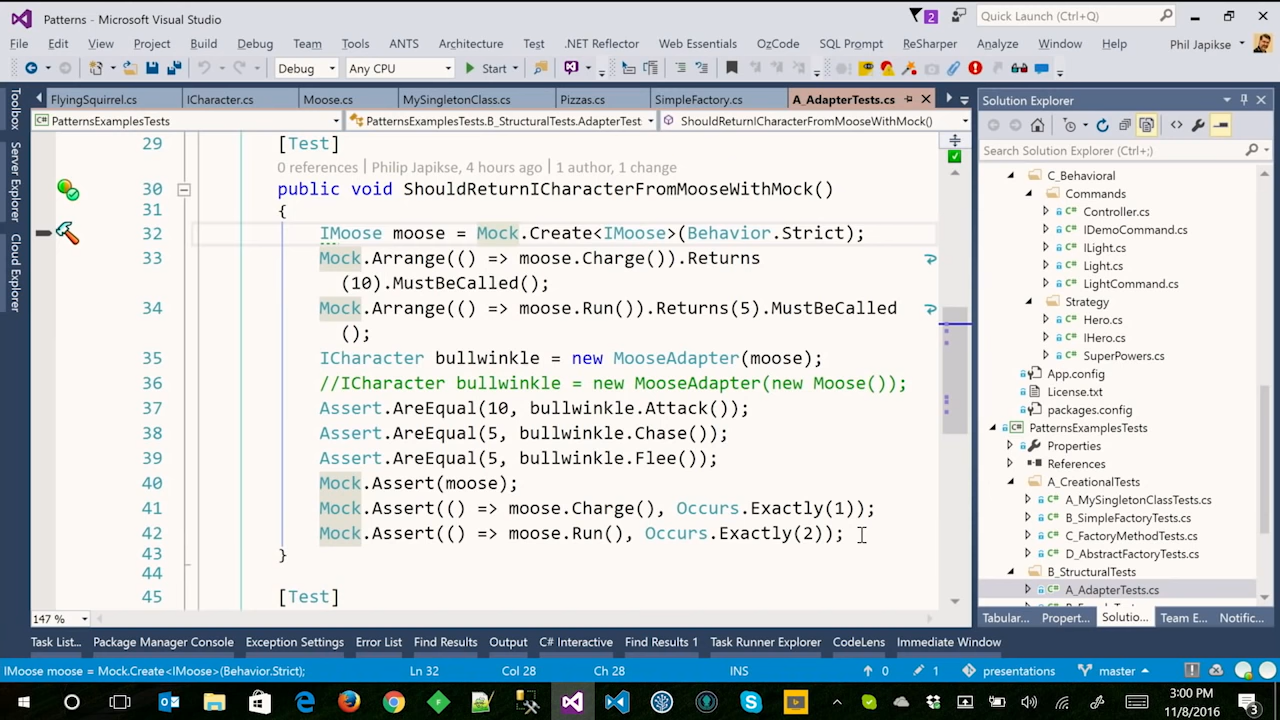 Patterns - Microsoft Visual Studio
2
Quick Launch (Ctrl+Q)
File Edit View Project Build Debug Team Tools ANTS Architecture Test .NET Reflector Web Essentials OzCode SQL Prompt ReSharper Analyze Window Help Phil Japikse
Debug Any CPU Start
FlyingSquirrel.cs ICharacter.cs Moose.cs MySingletonClass.cs Pizzas.cs SimpleFactory.cs A_AdapterTests.cs
PatternsExamplesTests PatternsExamplesTests.B_StructuralTests.AdapterTest ShouldReturnICharacterFromMooseWithMock()
Toolbox
Server Explorer
Cloud Explorer
29 [Test]
0 references | Philip Japikse, 4 hours ago | 1 author, 1 change
30 public void ShouldReturnICharacterFromMooseWithMock()
31 {
32 IMoose moose = Mock.Create<IMoose>(Behavior.Strict);
33 Mock.Arrange(() => moose.Charge()).Returns
(10).MustBeCalled();
34 Mock.Arrange(() => moose.Run()).Returns(5).MustBeCalled
();
35 ICharacter bullwinkle = new MooseAdapter(moose);
36 //ICharacter bullwinkle = new MooseAdapter(new Moose());
37 Assert.AreEqual(10, bullwinkle.Attack());
38 Assert.AreEqual(5, bullwinkle.Chase());
39 Assert.AreEqual(5, bullwinkle.Flee());
40 Mock.Assert(moose);
41 Mock.Assert(() => moose.Charge(), Occurs.Exactly(1));
42 Mock.Assert(() => moose.Run(), Occurs.Exactly(2));
43 }
44
45 [Test]
147 %
Solution Explorer
Search Solution Explorer (Ctrl+;)
C_Behavioral
Commands
C# Controller.cs
C# IDemoCommand.cs
C# ILight.cs
C# Light.cs
C# LightCommand.cs
Strategy
C# Hero.cs
C# IHero.cs
C# SuperPowers.cs
App.config
License.txt
packages.config
C# PatternsExamplesTests
Properties
References
A_CreationalTests
C# A_MySingletonClassTests.cs
C# B_SimpleFactoryTests.cs
C# C_FactoryMethodTests.cs
C# D_AbstractFactoryTests.cs
B_StructuralTests
C# A_AdapterTests.cs
Tabular... Propert... Solutio... Team E... Notific...
Task List... Package Manager Console Exception Settings Error List Find Results Output C# Interactive Find Results 1 Task Runner Explorer CodeLens Immediate Window
IMoose moose = Mock.Create<IMoose>(Behavior.Strict); Ln 32 Col 28 Ch 28 INS 0 1 presentations master
3:00 PM
11/8/2016
3